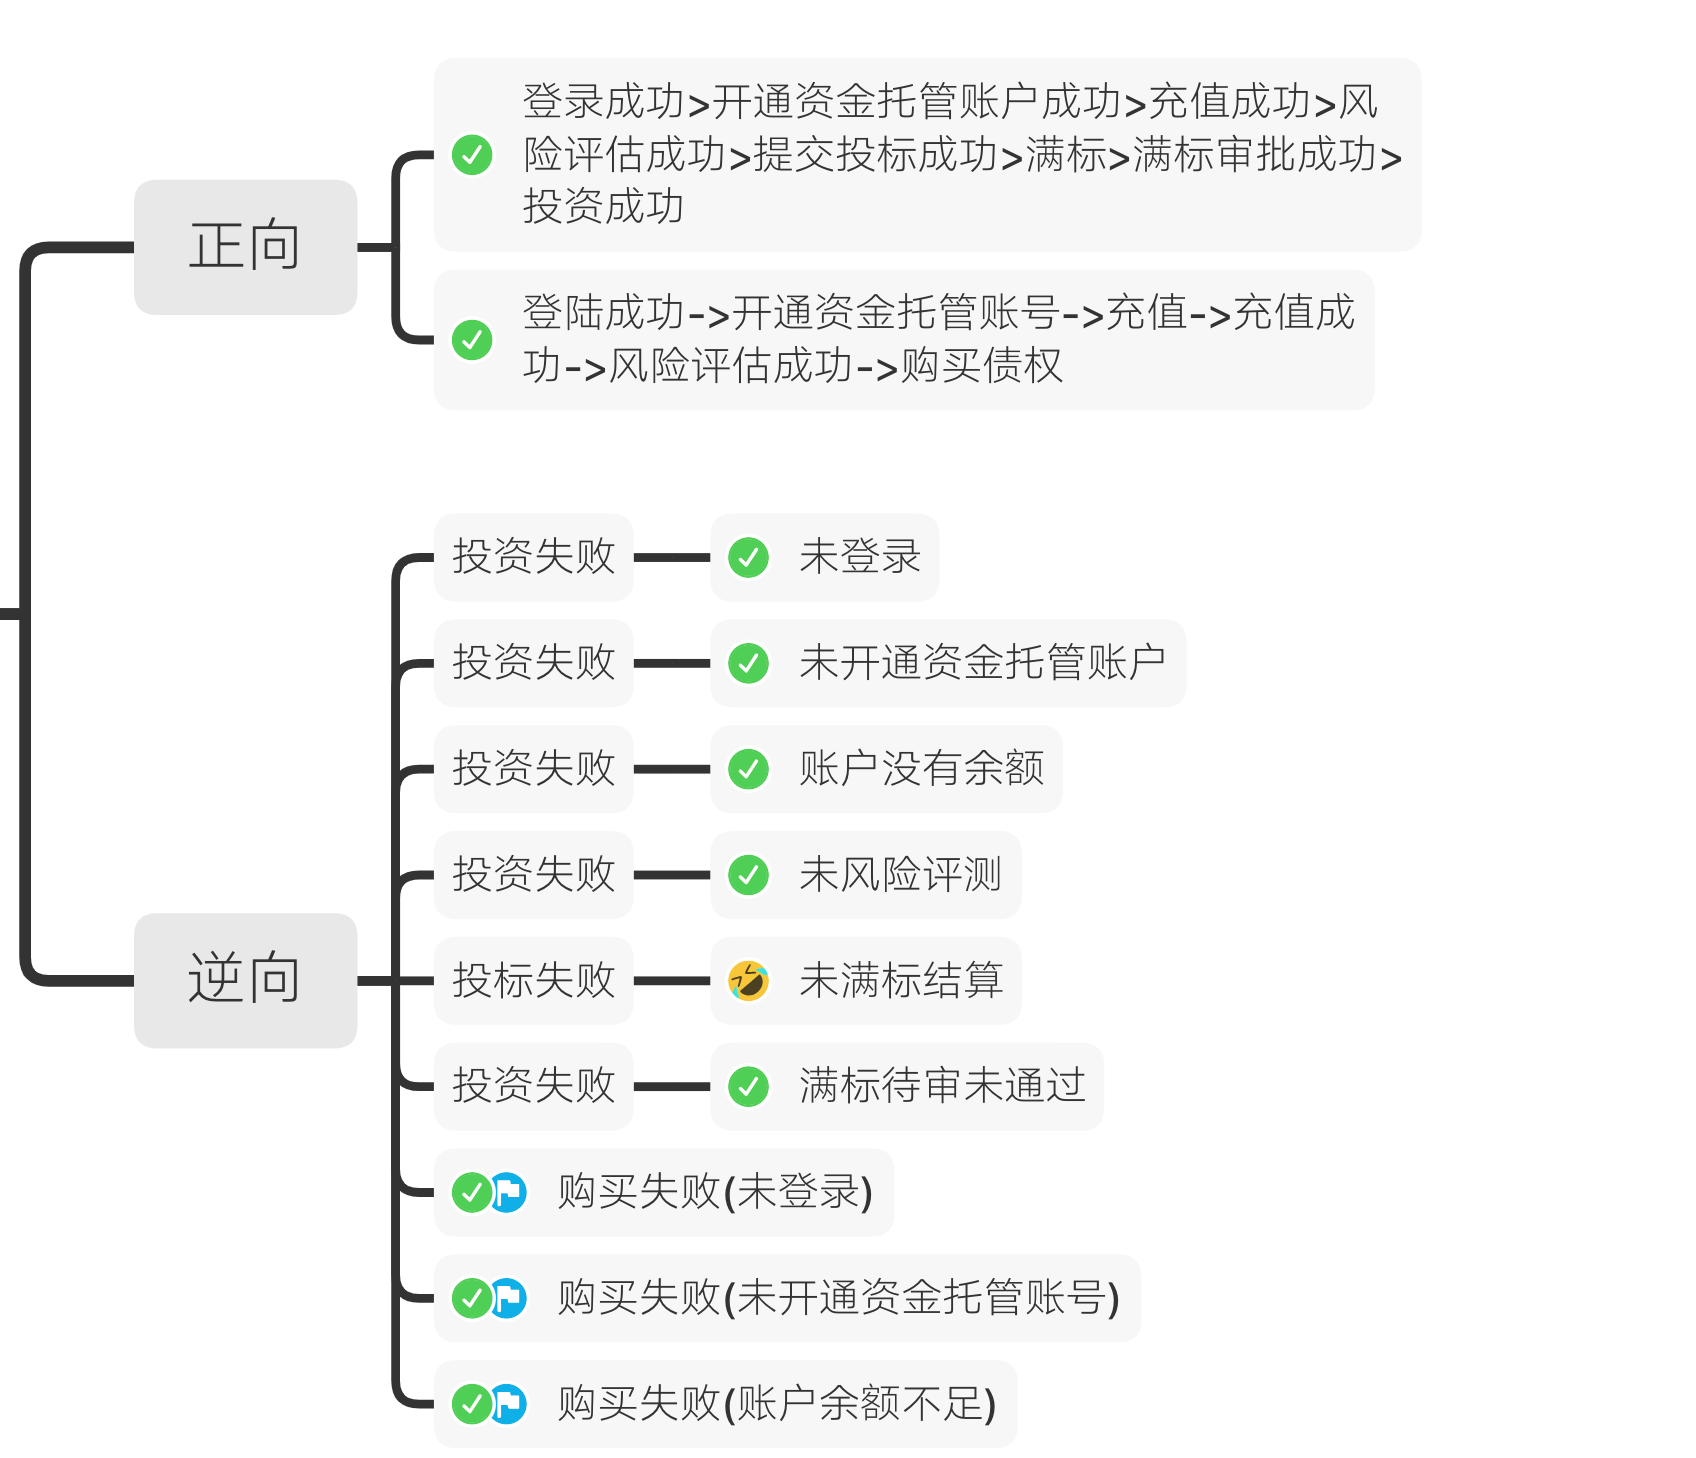 正向
登录成功>开通资金托管账户成功>充值成功>风
险评估成功>提交投标成功>满标>满标审批成功>
投资成功
登陆成功->开通资金托管账号->充值->充值成
功->风险评估成功->购买债权
逆向
投资失败
未登录
投资失败
未开通资金托管账户
投资失败
账户没有余额
投资失败
未风险评测
投标失败
未满标结算
投资失败
满标待审未通过
购买失败(未登录)
购买失败(未开通资金托管账号)
购买失败(账户余额不足)